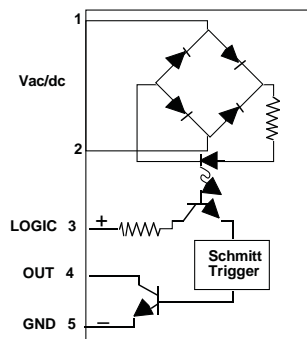 1
Vac/dc
2
LOGIC 3 +
OUT 4
Schmitt
Trigger
GND 5 –